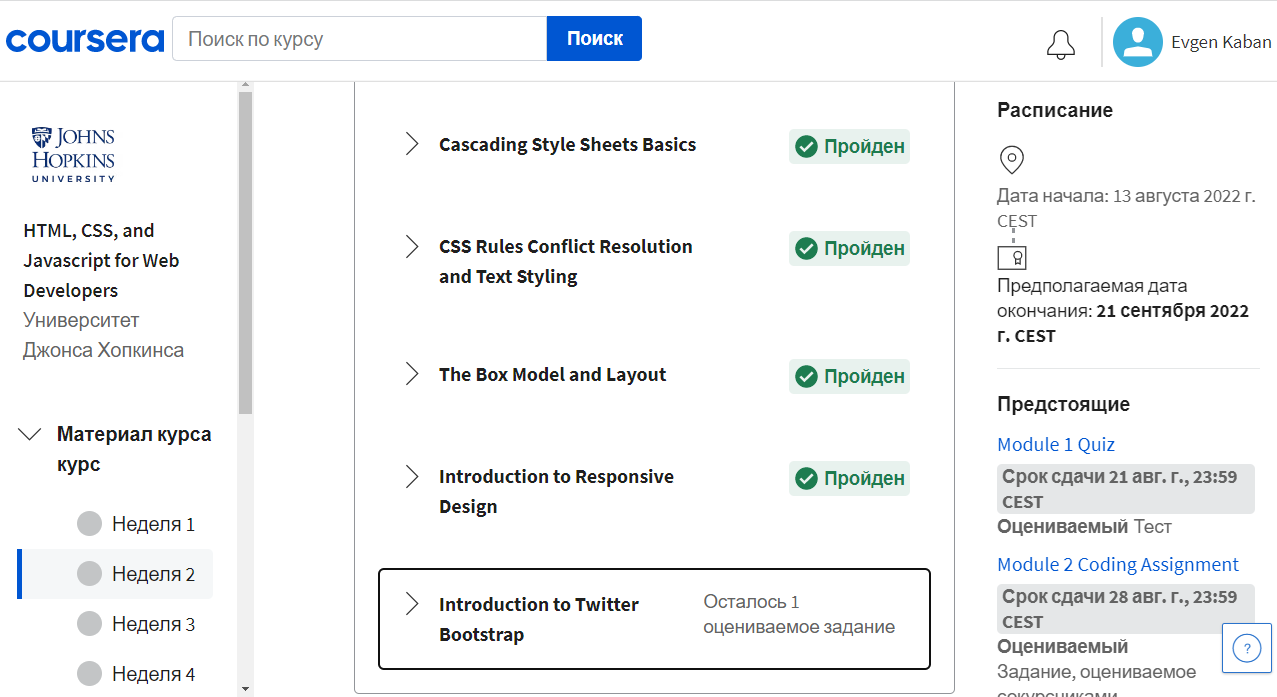 coursera
Поиск по курсу
Поиск
Evgen Kaban
JOHNS
HOPKINS
UNIVERSITY
HTML, CSS, and
Javascript for Web
Developers
Университет
Джонса Хопкинса
Материал курса
курс
Неделя 1
Неделя 2
Неделя 3
Неделя 4
Cascading Style Sheets Basics
Пройден
CSS Rules Conflict Resolution
and Text Styling
Пройден
The Box Model and Layout
Пройден
Introduction to Responsive
Design
Пройден
Introduction to Twitter
Bootstrap
Осталось 1
оцениваемое задание
Расписание
Дата начала: 13 августа 2022 г.
CEST
Предполагаемая дата
окончания: 21 сентября 2022
г. CEST
Предстоящие
Module 1 Quiz
Срок сдачи 21 авг. г., 23:59
CEST
Оцениваемый Тест
Module 2 Coding Assignment
Срок сдачи 28 авг. г., 23:59
CEST
Оцениваемый
Задание, оцениваемое
сокурсниками
?